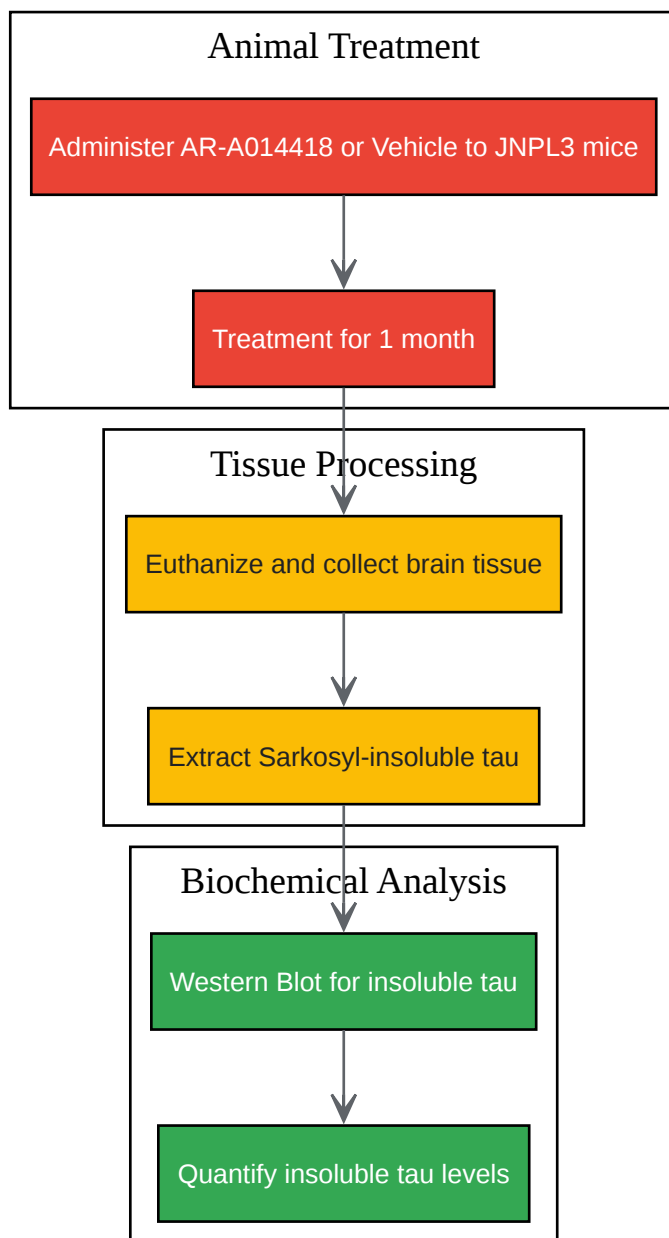 Animal Treatment
Administer AR-A014418 or Vehicle to JNPL3 mice
Treatment for 1 month
Tissue Processing
Euthanize and collect brain tissue
Extract Sarkosyl-insoluble tau
Biochemical Analysis
Western Blot for insoluble tau
Quantify insoluble tau levels